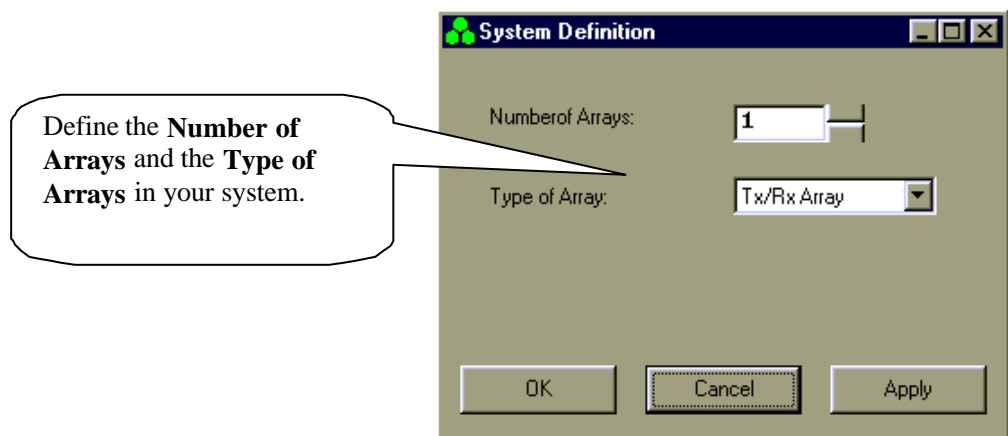 System Definition
Define the Number of
Arrays and the Type of
Arrays in your system.
Numberof Arrays:
1
Type of Array:
Tx/Rx Array
OK
Cancel
Apply